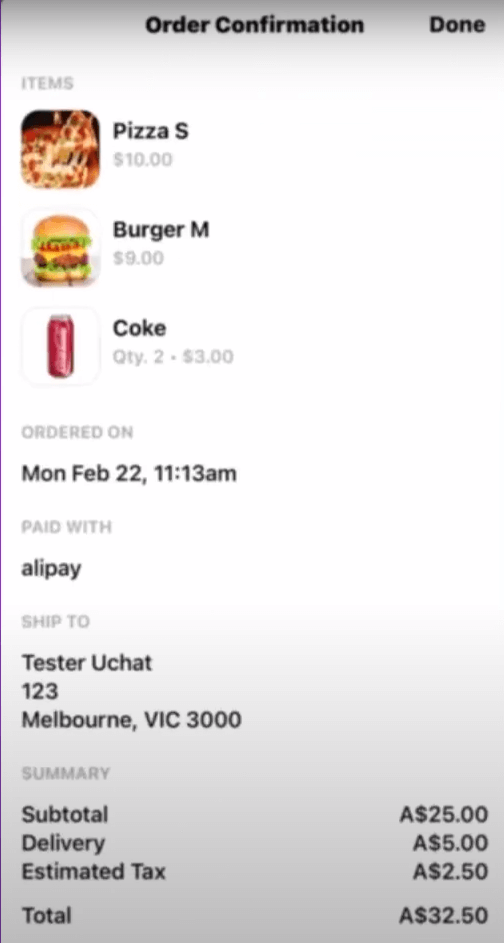 Order Confirmation Done
ITEMS
Pizza S
$10.00
Burger M
$9.00
Coke
Qty. 2 • $3.00
ORDERED ON
Mon Feb 22, 11:13am
PAID WITH
alipay
SHIP TO
Tester Uchat
123
Melbourne, VIC 3000
SUMMARY
Subtotal A$25.00
Delivery A$5.00
Estimated Tax A$2.50
Total A$32.50